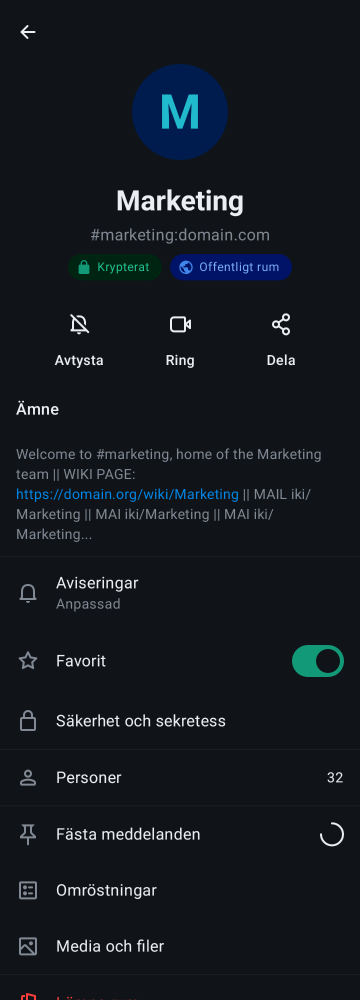 M
Marketing
#marketing:domain.com
Krypterat
Offentligt rum
Avtysta
Ring
Dela
Ämne
Welcome to #marketing, home of the Marketing
team || WIKI PAGE:
https://domain.org/wiki/Marketing || MAIL iki/
Marketing || MAI iki/Marketing || MAI iki/
Marketing...
Aviseringar
Anpassad
Favorit
Säkerhet och sekretess
Personer
32
Fästa meddelanden
Omröstningar
Media och filer